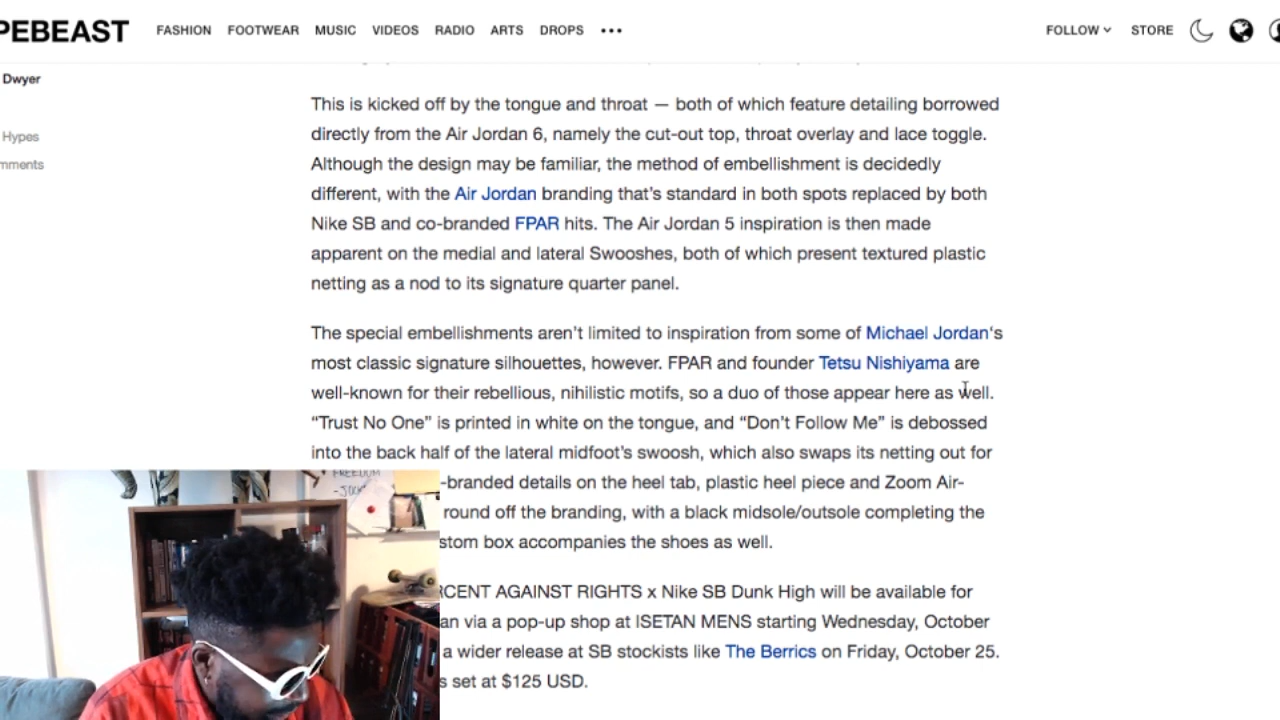 PEBEAST FASHION FOOTWEAR MUSIC VIDEOS RADIO ARTS DROPS ••• FOLLOW STORE
Dwyer
Hypes
mments
This is kicked off by the tongue and throat — both of which feature detailing borrowed
directly from the Air Jordan 6, namely the cut-out top, throat overlay and lace toggle.
Although the design may be familiar, the method of embellishment is decidedly
different, with the Air Jordan branding that’s standard in both spots replaced by both
Nike SB and co-branded FPAR hits. The Air Jordan 5 inspiration is then made
apparent on the medial and lateral Swooshes, both of which present textured plastic
netting as a nod to its signature quarter panel.
The special embellishments aren’t limited to inspiration from some of Michael Jordan‘s
most classic signature silhouettes, however. FPAR and founder Tetsu Nishiyama are
well-known for their rebellious, nihilistic motifs, so a duo of those appear here as well.
“Trust No One” is printed in white on the tongue, and “Don’t Follow Me” is debossed
into the back half of the lateral midfoot’s swoosh, which also swaps its netting out for
-branded details on the heel tab, plastic heel piece and Zoom Air-
round off the branding, with a black midsole/outsole completing the
stom box accompanies the shoes as well.
RCENT AGAINST RIGHTS x Nike SB Dunk High will be available for
an via a pop-up shop at ISETAN MENS starting Wednesday, October
a wider release at SB stockists like The Berrics on Friday, October 25.
s set at $125 USD.
FREEDOM